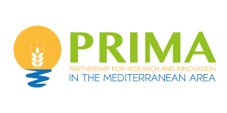 PRIMA
PARTNERSHIP FOR RESEARCH AND INNOVATION
IN THE MEDITERRANEAN AREA